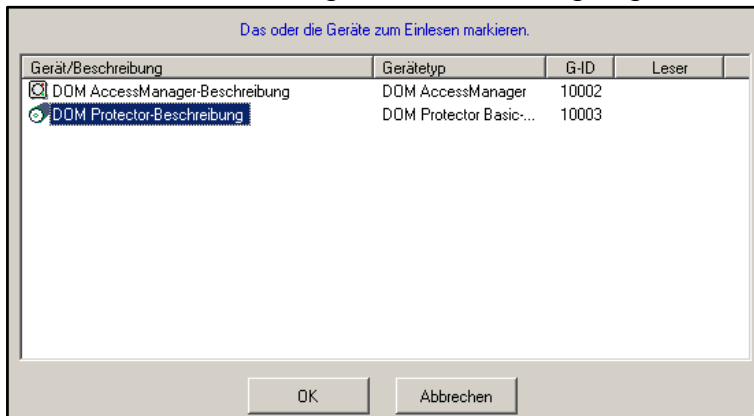 Das oder die Geräte zum Einlesen markieren.
Gerät/Beschreibung Gerätetyp G-ID Leser
DOM AccessManager-Beschreibung DOM AccessManager 10002
DOM Protector-Beschreibung DOM Protector Basic-... 10003
OK Abbrechen